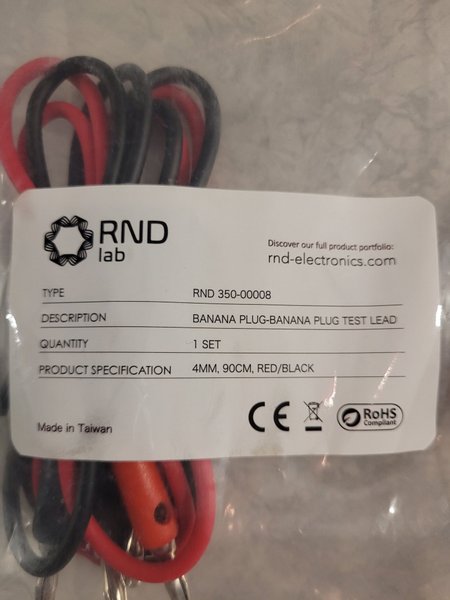 RND
lab
Discover our full product portfolio:
rnd-electronics.com
TYPE RND 350-00008
DESCRIPTION BANANA PLUG-BANANA PLUG TEST LEAD
QUANTITY 1 SET
PRODUCT SPECIFICATION 4MM, 90CM, RED/BLACK
Made in Taiwan
CE
RoHS
Compliant